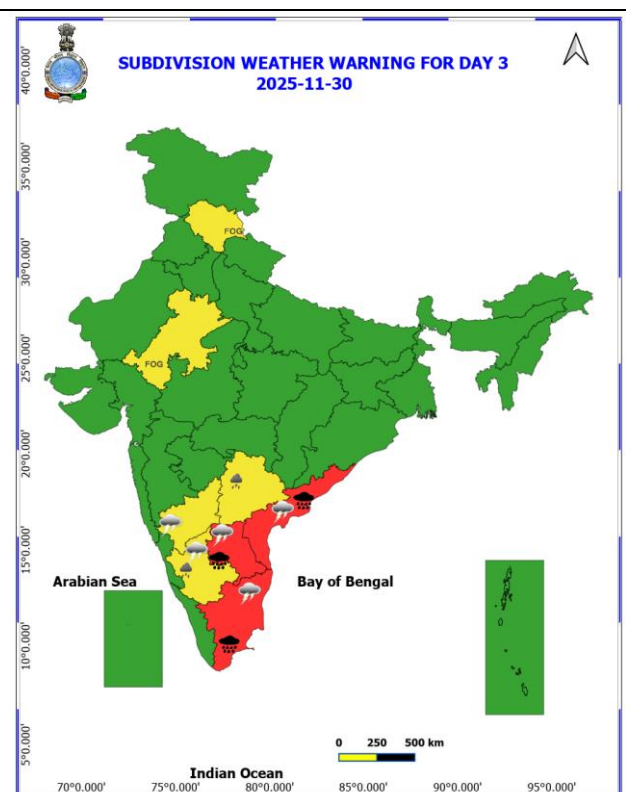 SUBDIVISION WEATHER WARNING FOR DAY 3
2025-11-30
40°0.000'
35°0.000'
FOG
30°0.000'
25°0.000'
FOG
20°0.000'
15°0.000'
Arabian Sea
Bay of Bengal
10°0.000'
5°0.000'
0 250 500 km
Indian Ocean
70°0.000' 75°0.000' 80°0.000' 85°0.000' 90°0.000' 95°0.000'